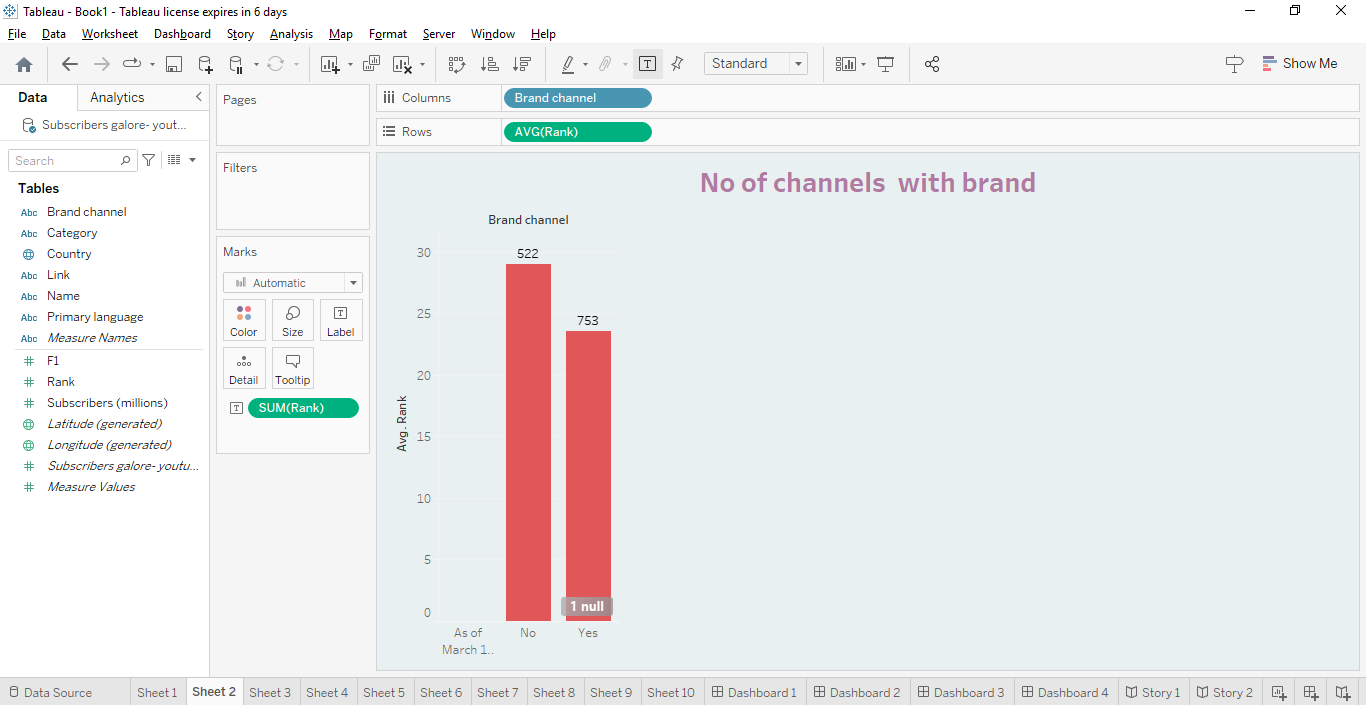 Tableau - Book1 - Tableau license expires in 6 days
File Data Worksheet Dashboard Story Analysis Map Format Server Window Help
Standard
Show Me
Data Analytics
Subscribers galore- yout...
Search
Tables
Abc Brand channel
Abc Category
Country
Abc Link
Abc Name
Abc Primary language
Abc Measure Names
F1
Rank
Subscribers (millions)
Latitude (generated)
Longitude (generated)
Subscribers galore- youtu...
Measure Values
Pages
Filters
Marks
Automatic
Color Size Label
Detail Tooltip
SUM(Rank)
Columns Brand channel
Rows AVG(Rank)
No of channels  with brand
Brand channel
30
25
20
15
10
5
0
Avg. Rank
522
753
1 null
As of
March 1..
No
Yes
Data Source Sheet 1 Sheet 2 Sheet 3 Sheet 4 Sheet 5 Sheet 6 Sheet 7 Sheet 8 Sheet 9 Sheet 10 Dashboard 1 Dashboard 2 Dashboard 3 Dashboard 4 Story 1 Story 2